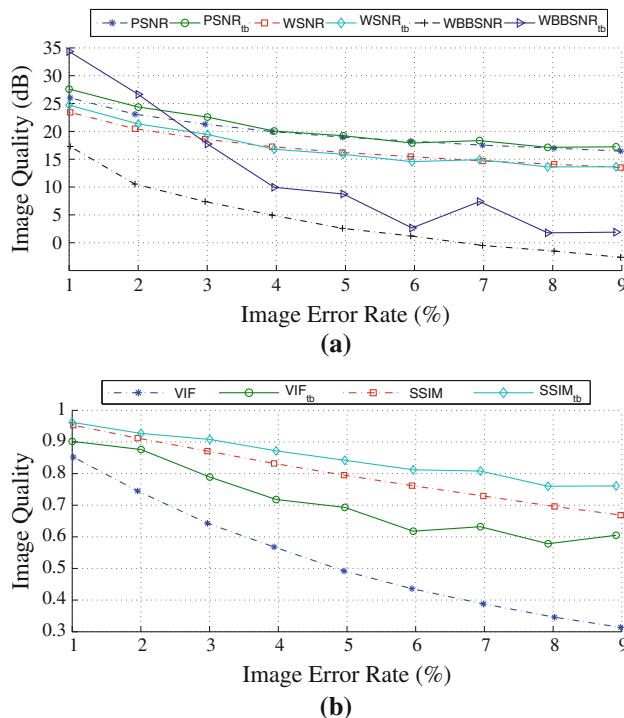 PSNR PSNR_tb WSNR WSNR_tb WBBSNR WBBSNR_tb
35
30
25
20
15
10
5
0
Image Quality (dB)
1 2 3 4 5 6 7 8 9
Image Error Rate (%)
(a)
VIF VIF_tb SSIM SSIM_tb
1
0.9
0.8
0.7
0.6
0.5
0.4
0.3
Image Quality
1 2 3 4 5 6 7 8 9
Image Error Rate (%)
(b)